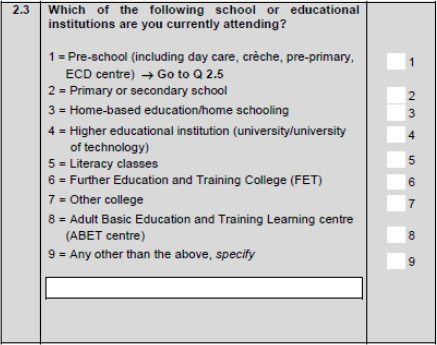 2.3 Which of the following school or educational
institutions are you currently attending?
1 = Pre-school (including day care, crèche, pre-primary, 1
ECD centre) → Go to Q 2.5
2 = Primary or secondary school 2
3 = Home-based education/home schooling 3
4 = Higher educational institution (university/university 4
of technology)
5 = Literacy classes 5
6 = Further Education and Training College (FET) 6
7 = Other college 7
8 = Adult Basic Education and Training Learning centre 8
(ABET centre)
9 = Any other than the above, specify 9